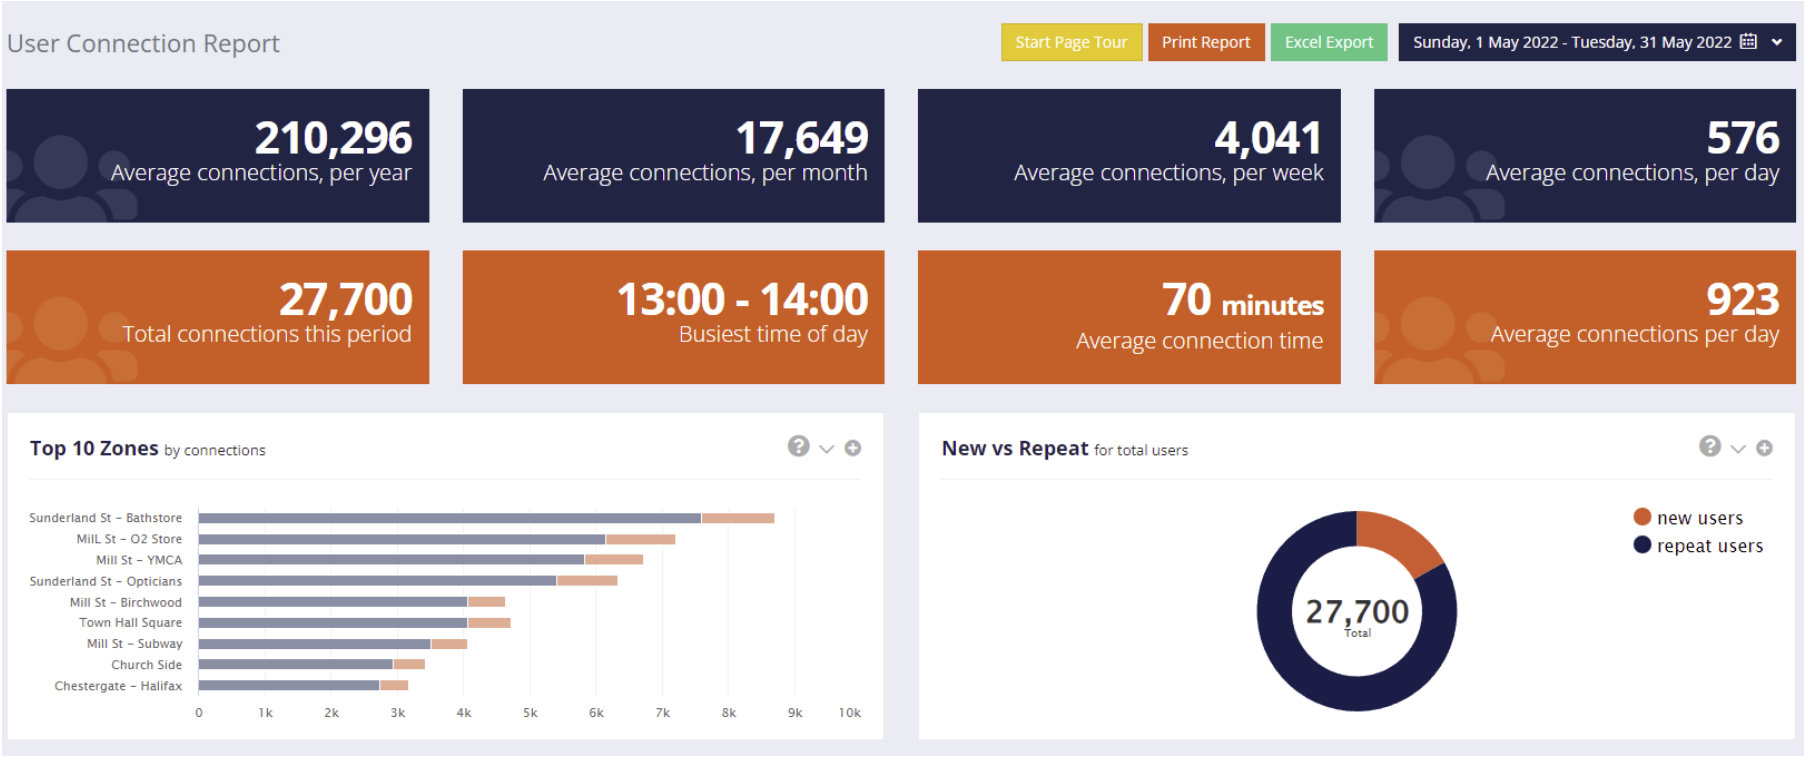 User Connection Report
Start Page Tour
Print Report
Excel Export
Sunday, 1 May 2022 - Tuesday, 31 May 2022
210,296
Average connections, per year
17,649
Average connections, per month
4,041
Average connections, per week
576
Average connections, per day
27,700
Total connections this period
13:00 - 14:00
Busiest time of day
70 minutes
Average connection time
923
Average connections per day
Top 10 Zones by connections
?
Sunderland St - Bathstore
MilL St - O2 Store
Mill St - YMCA
Sunderland St - Opticians
Mill St - Birchwood
Town Hall Square
Mill St - Subway
Church Side
Chestergate - Halifax
0 1k 2k 3k 4k 5k 6k 7k 8k 9k 10k
New vs Repeat for total users
?
new users
repeat users
27,700
Total